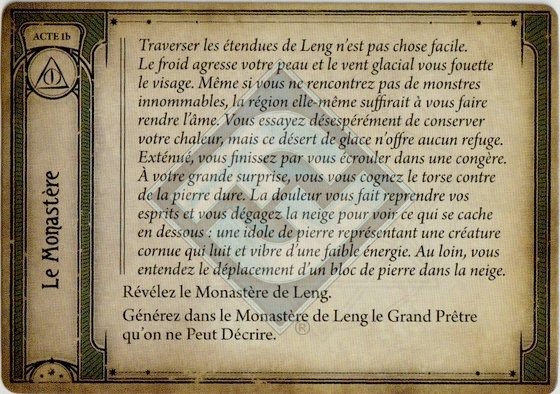 ACTE 1b
1
Le Monastère
Traverser les étendues de Leng n'est pas chose facile.
Le froid agresse votre peau et le vent glacial vous fouette
le visage. Même si vous ne rencontrez pas de monstres
innommables, la région elle-même suffirait à vous faire
rendre l'âme. Vous essayez désespérément de conserver
votre chaleur, mais ce désert de glace n'offre aucun refuge.
Exténué, vous finissez par vous écrouler dans une congère.
À votre grande surprise, vous vous cognez le torse contre
de la pierre dure. La douleur vous fait reprendre vos
esprits et vous dégagez la neige pour voir ce qui se cache
en dessous : une idole de pierre représentant une créature
cornue qui luit et vibre d'une faible énergie. Au loin, vous
entendez le déplacement d'un bloc de pierre dans la neige.
Révélez le Monastère de Leng.
Générez dans le Monastère de Leng le Grand Prêtre
qu'on ne Peut Décrire.
®